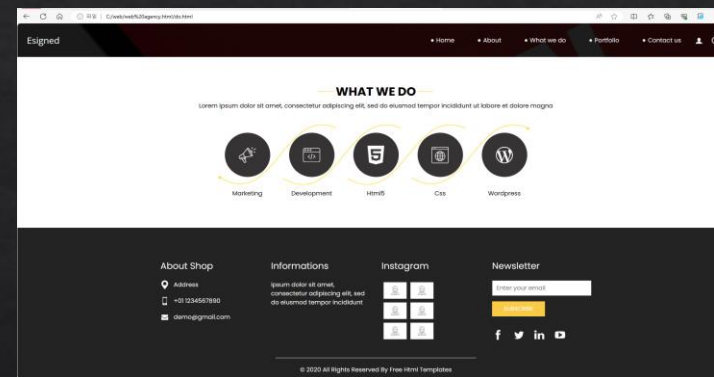 파일 | C:/web/web%20agency.html/do.html
Esigned
• Home • About • What we do • Portfolio • Contact us
WHAT WE DO
Lorem ipsum dolor sit amet, consectetur adipiscing elit, sed do eiusmod tempor incididunt ut labore et dolore magna
Marketing Development Html5 Css Wordpress
About Shop
Address
+01 1234567890
demo@gmail.com
Informations
ipsum dolor sit amet,
consectetur adipiscing elit, sed
do eiusmod tempor incididunt
Instagram
Newsletter
Enter your email
SUBSCRIBE
© 2020 All Rights Reserved By Free Html Templates